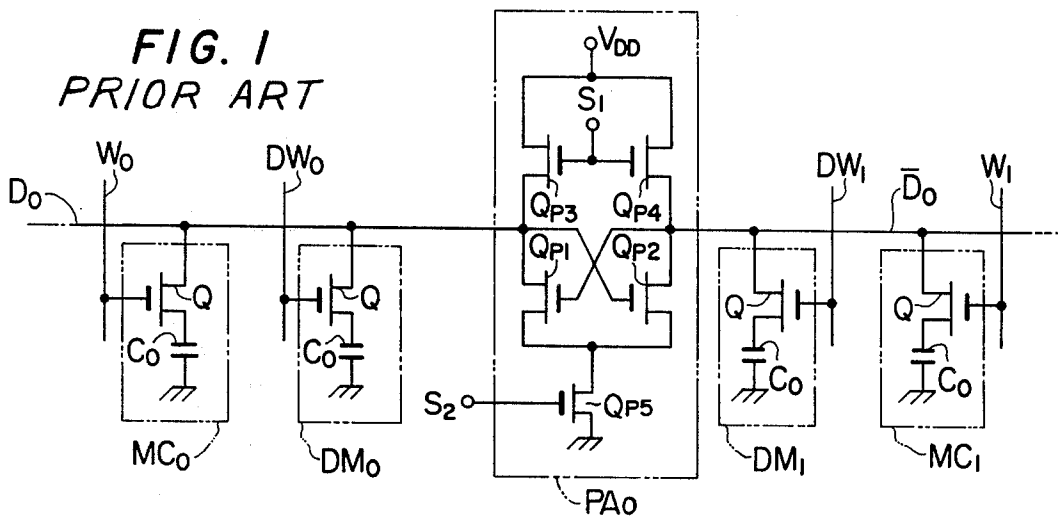 FIG. 1
PRIOR ART
VDD
S1
W0
DW0
DW1
D̅0
W1
D0
QP3
QP4
QP1
QP2
Q
Q
Q
Q
C0
C0
C0
C0
S2
QP5
MC0
DM0
DM1
MC1
PA0